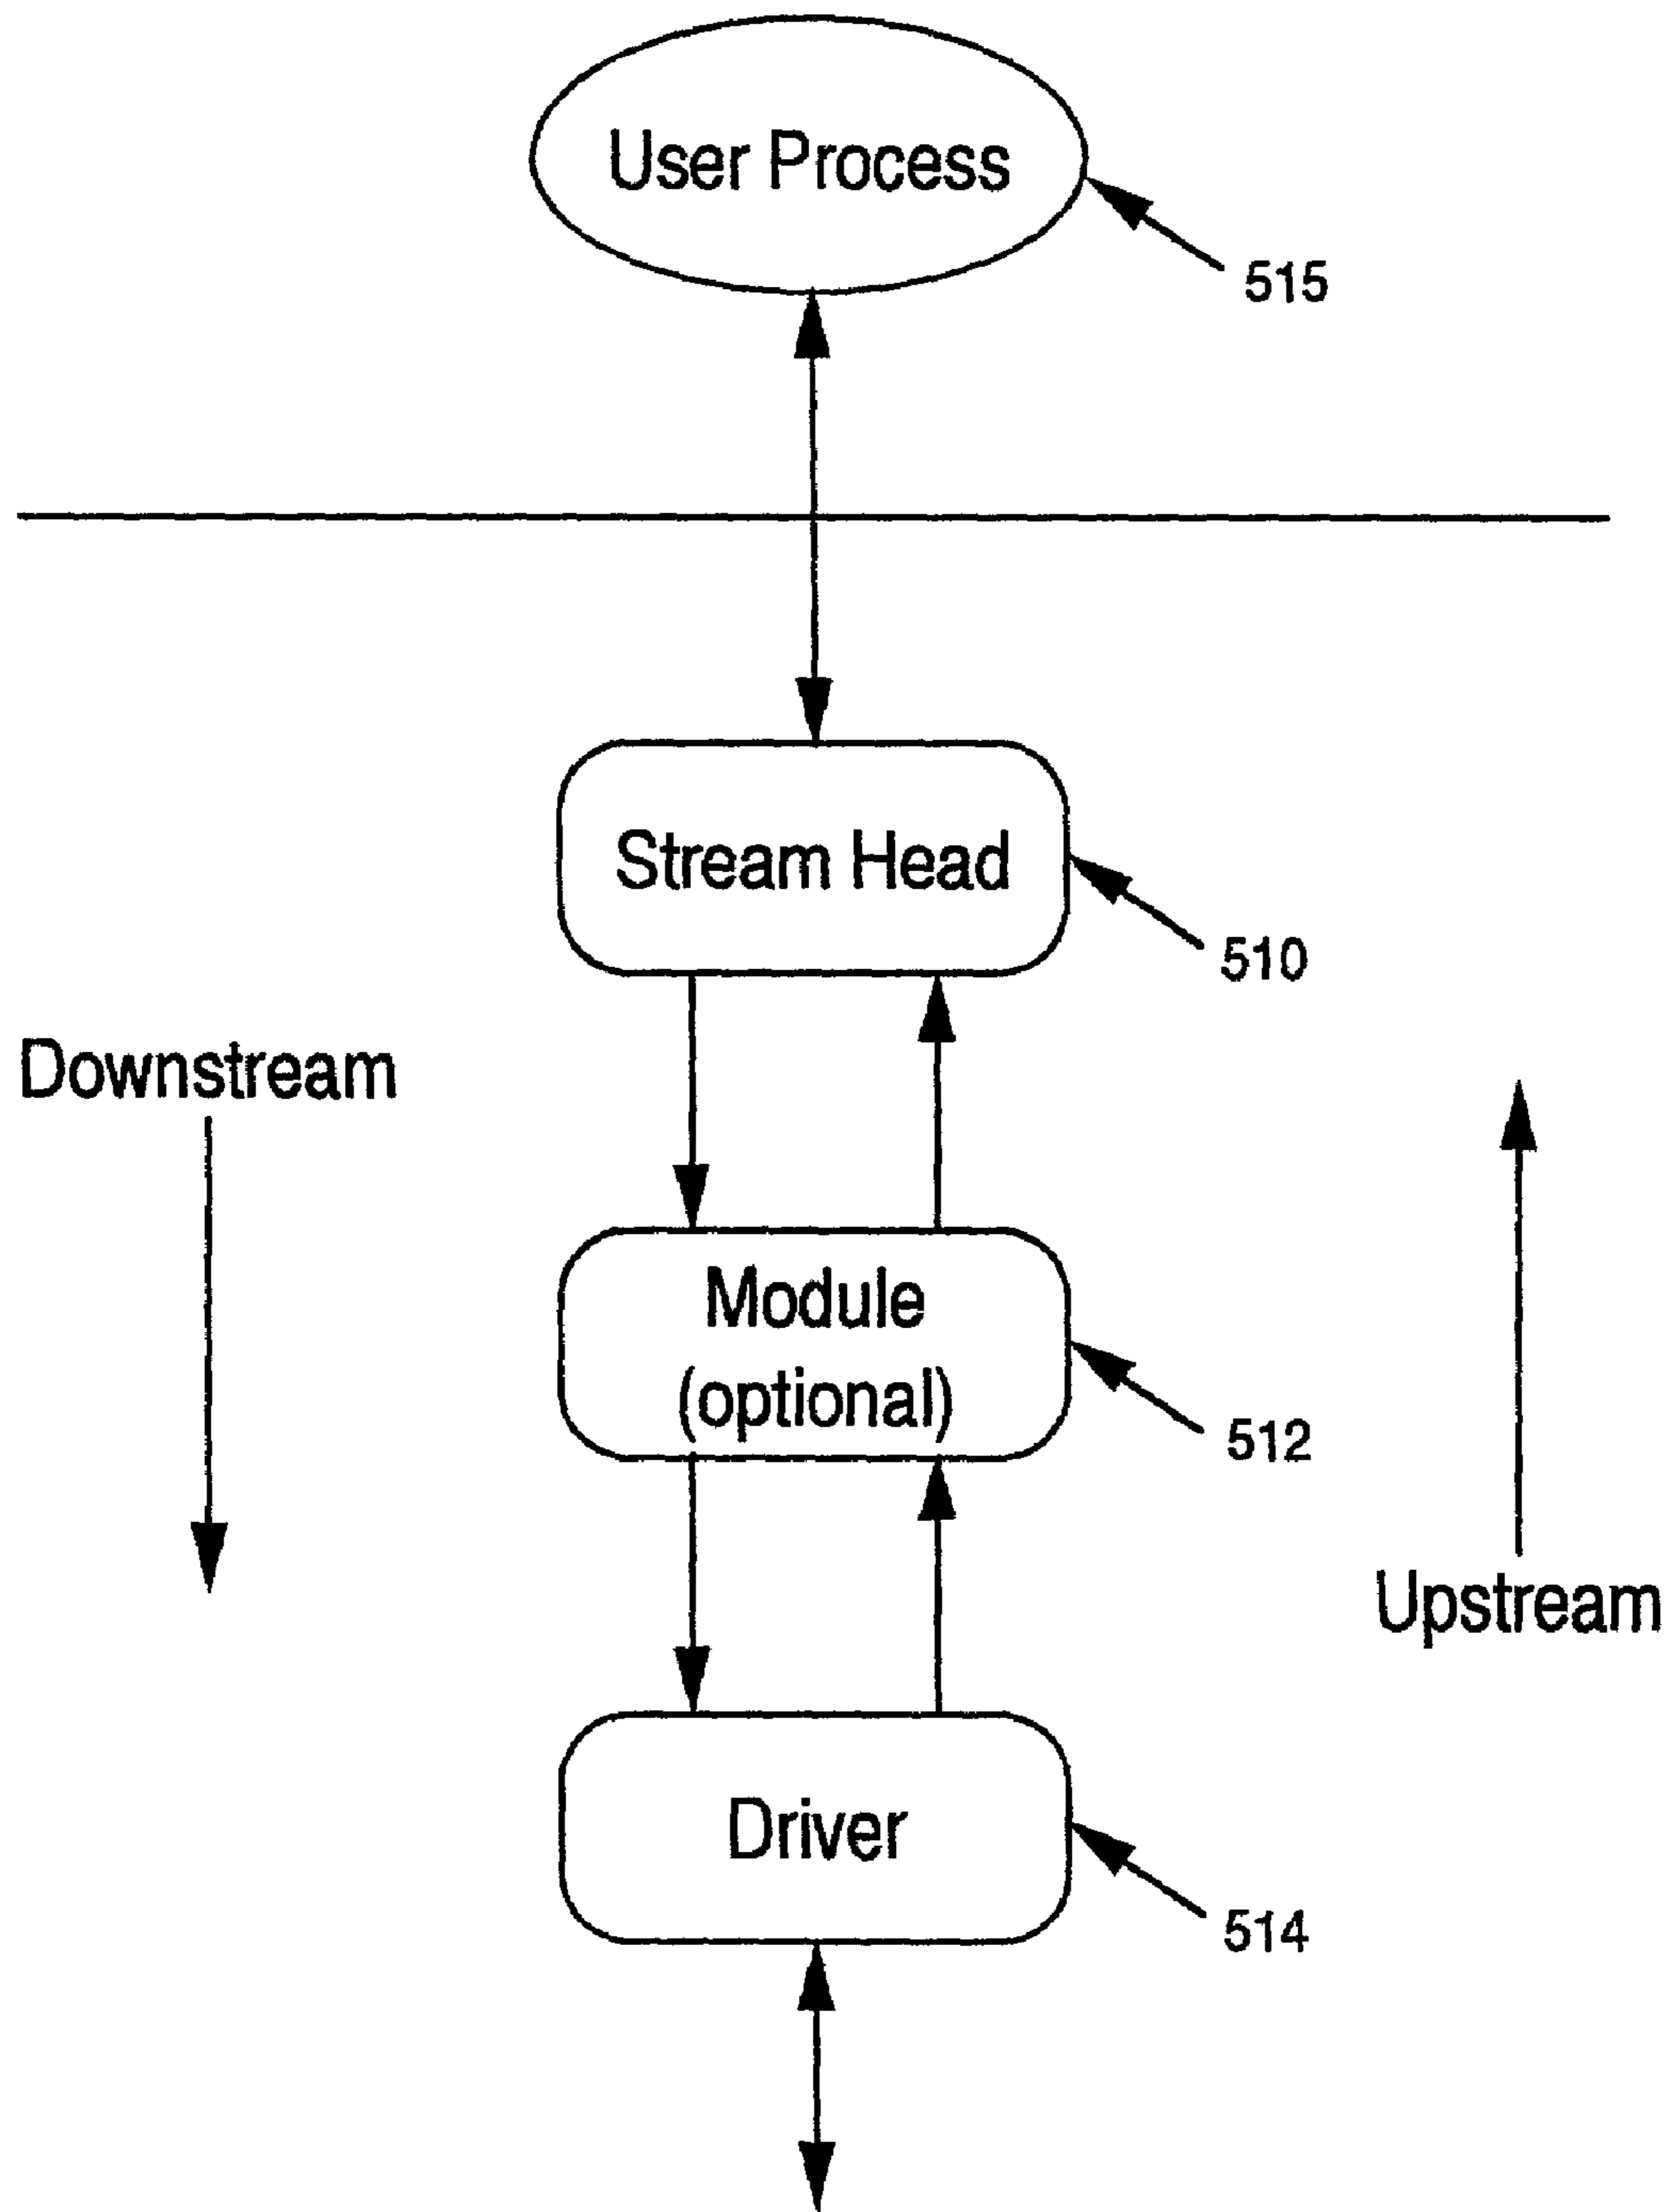 User Process
515
Stream Head
510
Downstream
Module
(optional)
512
Upstream
Driver
514